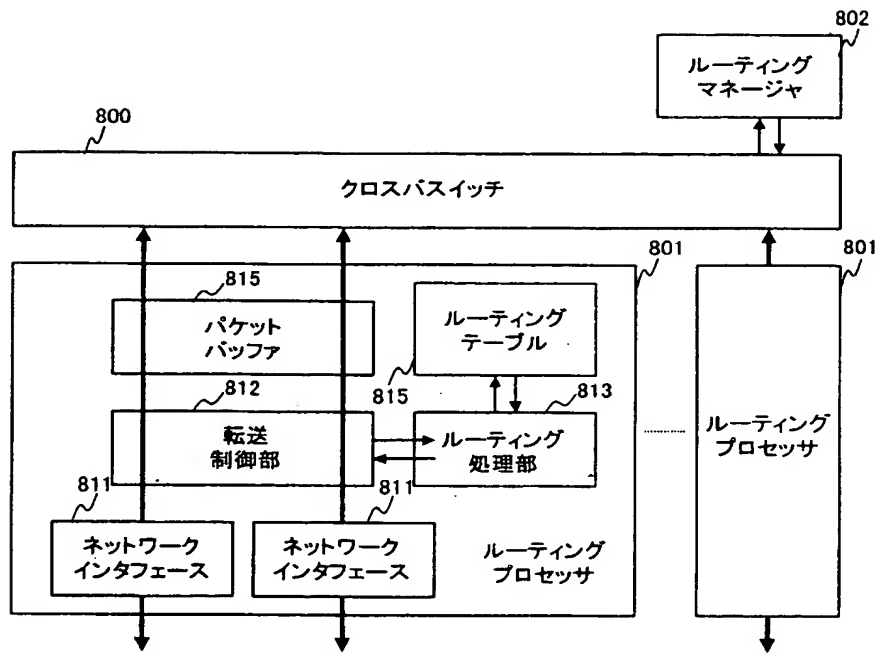 802
ルーティング
マネージャ
800
クロスバスイッチ
801
801
815
パケット
バッファ
ルーティング
テーブル
815
812
転送
制御部
813
ルーティング
処理部
ルーティング
プロセッサ
811
ネットワーク
インタフェース
811
ネットワーク
インタフェース
ルーティング
プロセッサ